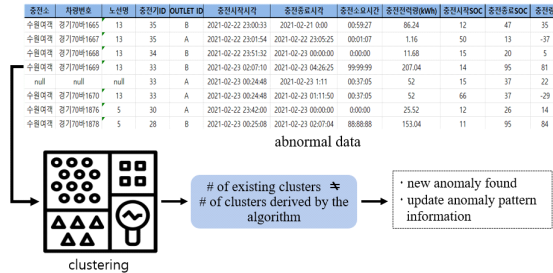 충전소 차량번호 노선명 충전기ID OUTLET ID 충전시작시각 충전종료시각 충전소요시간 충전전력량(kWh) 충전시작SOC 충전종료SOC 충전량
수원여객 경기70바1665 13 35 B 2021-02-22 23:00:33 2021-02-21 0:00 00:59:27 86.24 12 47 35
수원여객 경기70바1667 13 35 A 2021-02-22 23:01:54 2021-02-22 23:05:25 00:01:07 1.16 50 13 -37
수원여객 경기70바1668 13 34 B 2021-02-22 23:51:32 2021-02-23 00:00:00 0:00:00 11.68 15 20 5
수원여객 경기70바1669 13 33 B 2021-02-23 02:07:10 2021-02-23 04:26:25 99:99:99 207.04 14 95 81
null null null 33 A 2021-02-23 00:24:48 2021-02-23 1:11 00:37:05 52 15 37 22
수원여객 경기70바1670 13 33 A 2021-02-23 00:24:48 2021-02-23 01:11:50 00:37:05 52 66 37 -29
수원여객 경기70바1876 5 30 A 2021-02-22 23:42:00 2021-02-23 00:00:00 0:00:00 25.52 12 26 14
수원여객 경기70바1878 5 28 B 2021-02-23 00:25:08 2021-02-23 02:07:04 88:88:88 153.04 11 95 84
abnormal data
# of existing clusters ≠
# of clusters derived by the
algorithm
· new anomaly found
· update anomaly pattern
information
clustering